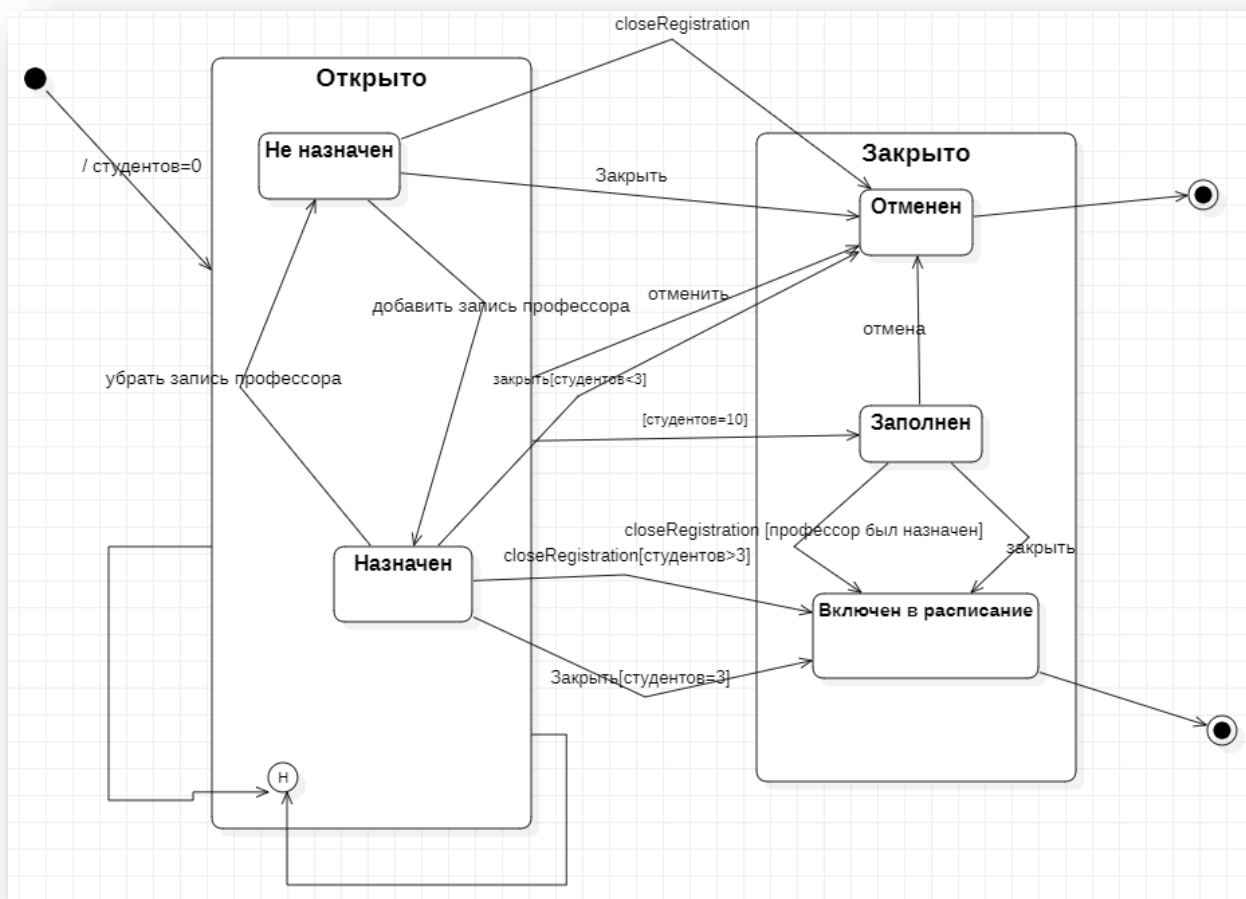 closeRegistration
Открыто
Не назначен
/ студентов=0
Закрыть
Закрыто
Отменен
добавить запись профессора
отменить
отмена
убрать запись профессора
закрыть[студентов<3]
[студентов=10]
Заполнен
closeRegistration [профессор был назначен]
closeRegistration[студентов>3]
закрыть
Назначен
Включен в расписание
Закрыть[студентов=3]
H